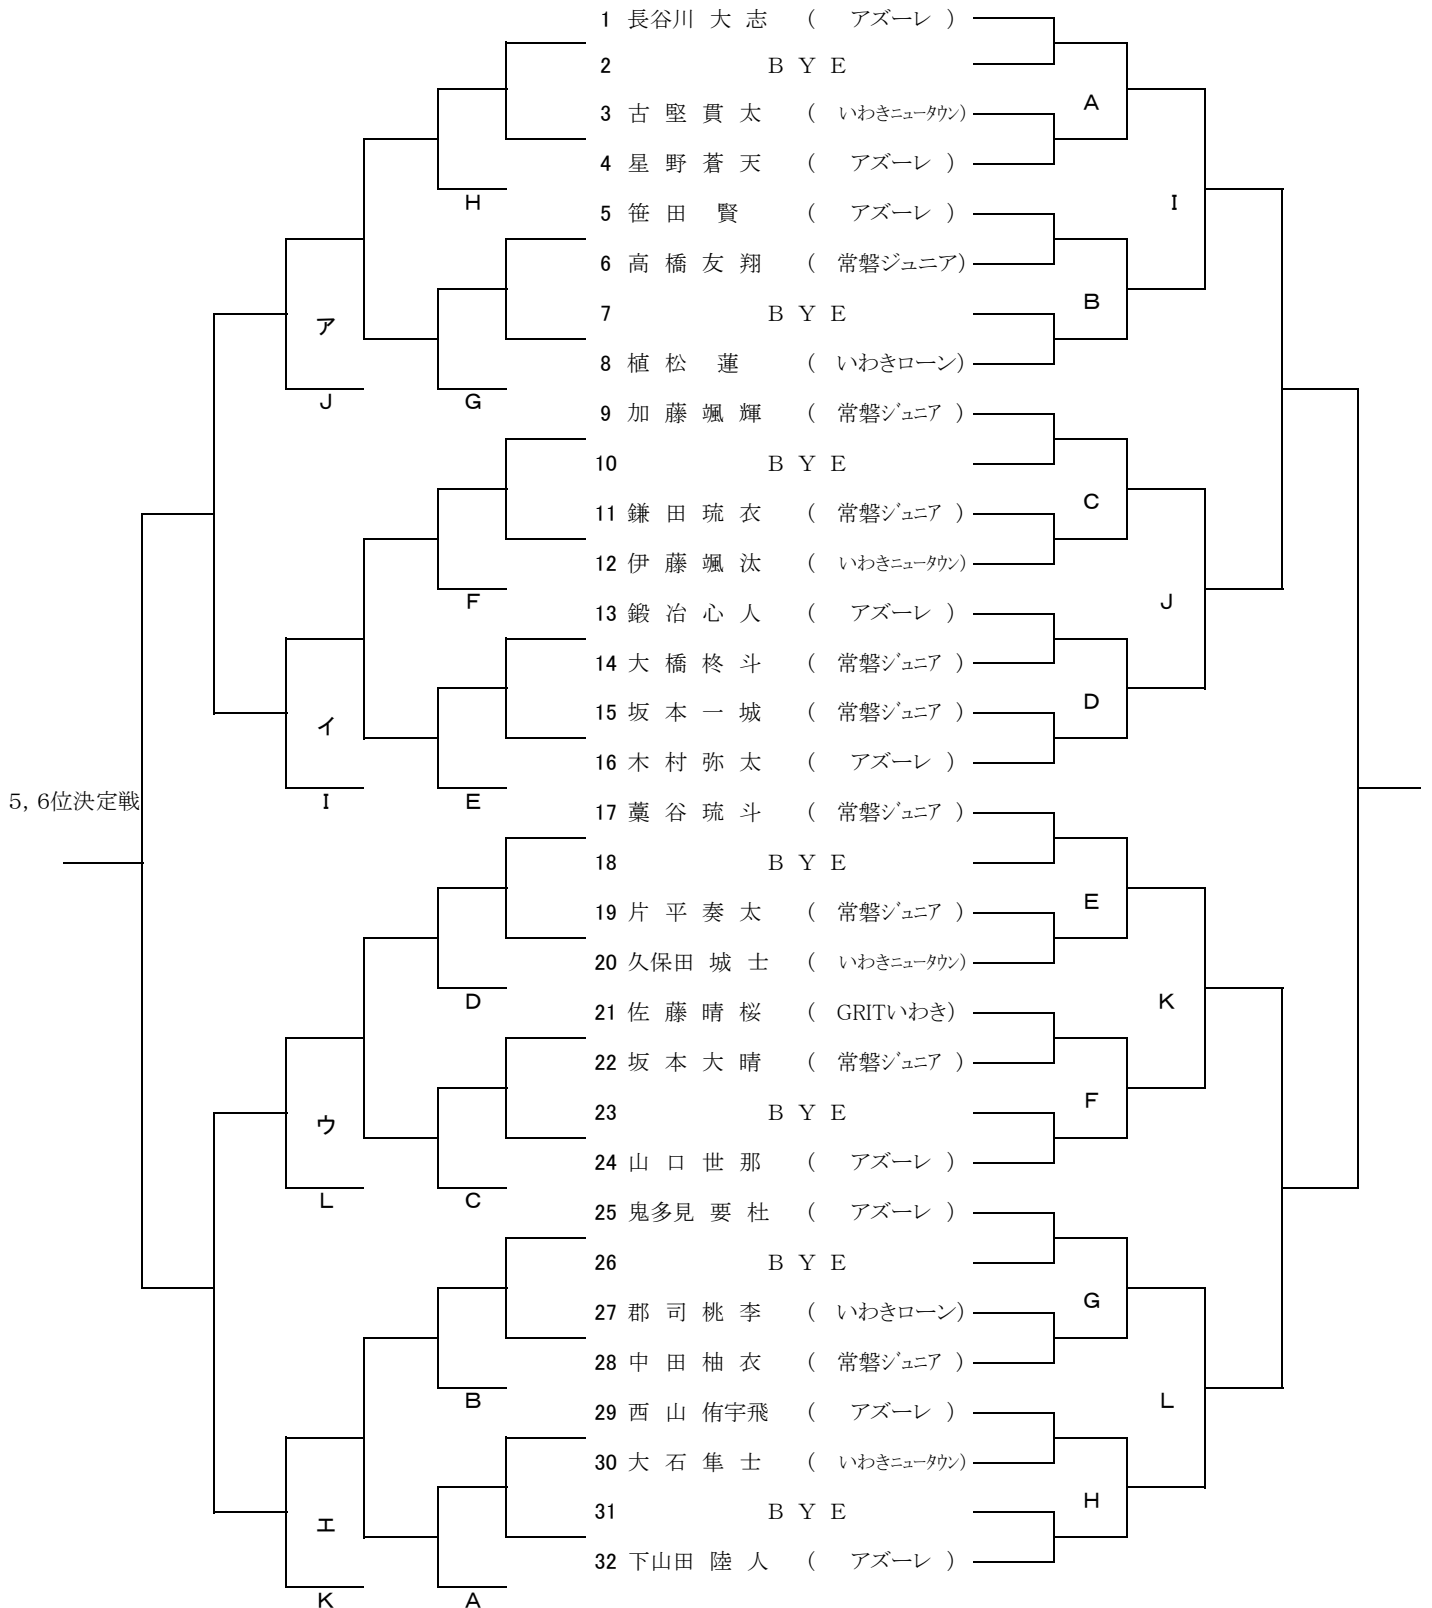 1 長谷川 大 志 ( アズーレ )
2 B Y E
A
3 古 堅 貫 太 ( いわきニュータウン)
4 星 野 蒼 天 ( アズーレ )
H
I
5 笹 田 賢 ( アズーレ )
6 高 橋 友 翔 ( 常磐ジュニア)
B
7 B Y E
ア
8 植 松 蓮 ( いわきローン)
J
G
9 加 藤 颯 輝 ( 常磐ジュニア )
10 B Y E
C
11 鎌 田 琉 衣 ( 常磐ジュニア )
12 伊 藤 颯 汰 ( いわきニュータウン)
F
J
13 鍛 冶 心 人 ( アズーレ )
14 大 橋 柊 斗 ( 常磐ジュニア )
D
15 坂 本 一 城 ( 常磐ジュニア )
イ
16 木 村 弥 太 ( アズーレ )
5, 6位決定戦
I
E
17 藁 谷 琉 斗 ( 常磐ジュニア )
18 B Y E
E
19 片 平 奏 太 ( 常磐ジュニア )
20 久保田 城 士 ( いわきニュータウン)
D
K
21 佐 藤 晴 桜 ( GRITいわき)
22 坂 本 大 晴 ( 常磐ジュニア )
F
23 B Y E
ウ
24 山 口 世 那 ( アズーレ )
L
C
25 鬼多見 要 杜 ( アズーレ )
26 B Y E
G
27 郡 司 桃 李 ( いわきローン)
28 中 田 柚 衣 ( 常磐ジュニア )
B
L
29 西 山 侑宇飛 ( アズーレ )
30 大 石 隼 士 ( いわきニュータウン)
H
31 B Y E
エ
32 下山田 陸 人 ( アズーレ )
K
A